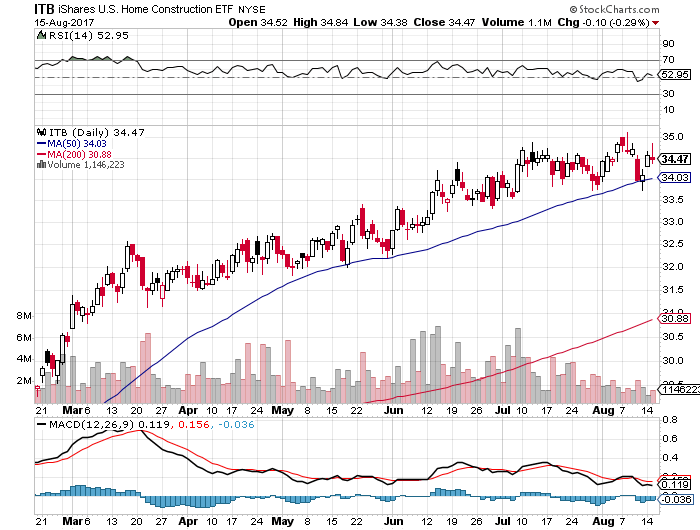 ITB iShares U.S. Home Construction ETF NYSE © StockCharts.com
15-Aug-2017 Open 34.52 High 34.84 Low 34.38 Close 34.47 Volume 1.1M Chg -0.10 (-0.29%)
RSI(14) 52.95
90
70
52.95
30
10
ITB (Daily) 34.47
MA(50) 34.03
MA(200) 30.88
Volume 1,146,223
35.0
34.47
34.03
33.5
33.0
32.5
32.0
31.5
30.88
30.5
8M
6M
4M
2M
1146223
21 Mar 6 13 20 27 Apr 10 17 24 May 8 15 22 Jun 12 19 26 Jul 10 17 24 Aug 7 14
MACD(12,26,9) 0.119, 0.156, -0.036
0.6
0.5
0.4
0.3
0.2
0.119
-0.036
21 Mar 6 13 20 27 Apr 10 17 24 May 8 15 22 Jun 12 19 26 Jul 10 17 24 Aug 7 14